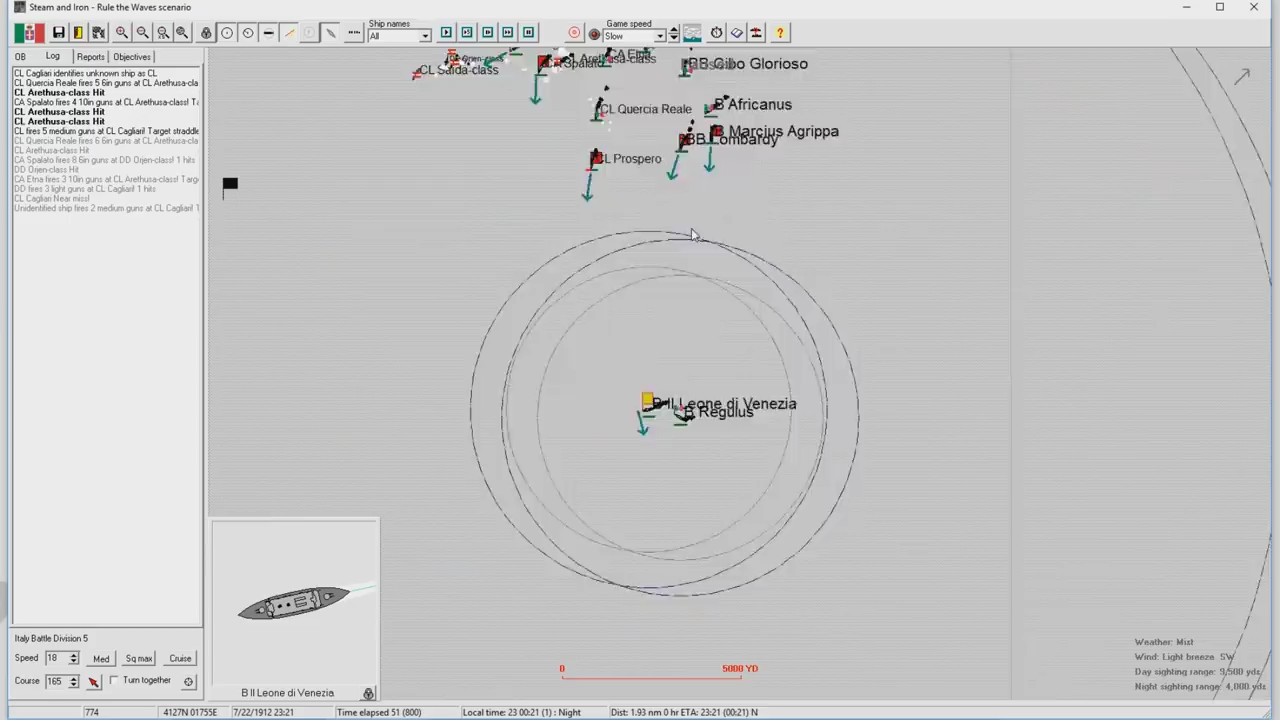 Steam and Iron - Rule the Waves scenario
Ship names
All
Game speed
Slow
OB Log Reports Objectives
CL Cagliari identifies unknown ship as CL
CL Quercia Reale fires 5 6in guns at CL Arethusa-cla
CL Arethusa-class Hit
CA Spalato fires 4 10in guns at CL Arethusa-class! Ta
CL Arethusa-class Hit
CL Arethusa-class Hit
CL fires 5 medium guns at CL Cagliari! Target straddle
CL Quercia Reale fires 6 6in guns at CL Arethusa-cla
CL Arethusa-class Hit
CA Spalato fires 8 6in guns at DD Orjen-class! 1 hits
DD Orjen-class Hit
CA Etna fires 3 10in guns at CL Arethusa-class! Targ
DD fires 3 light guns at CL Cagliari! 1 hits
CL Cagliari Near miss!
Unidentified ship fires 2 medium guns at CL Cagliari! 1
Orjen-class
CL Saida-class
CA Spalato
Arethusa-class
BB Cibo Glorioso
CL Quercia Reale
B Africanus
B Marcius Agrippa
BB Lombardy
CL Prospero
B Il Leone di Venezia
B Regulus
0 5000 YD
Weather: Mist
Wind: Light breeze SW
Day sighting range: 9,500 yds
Night sighting range: 4,000 yds
Italy Battle Division 5
Speed 18 Med Sq max Cruise
Course 165 Turn together
B Il Leone di Venezia
774 4127N 01755E 7/22/1912 23:21 Time elapsed 51 (800) Local time: 23 00:21 (1) : Night Dist: 1.93 nm 0 hr ETA: 23:21 (00:21) N